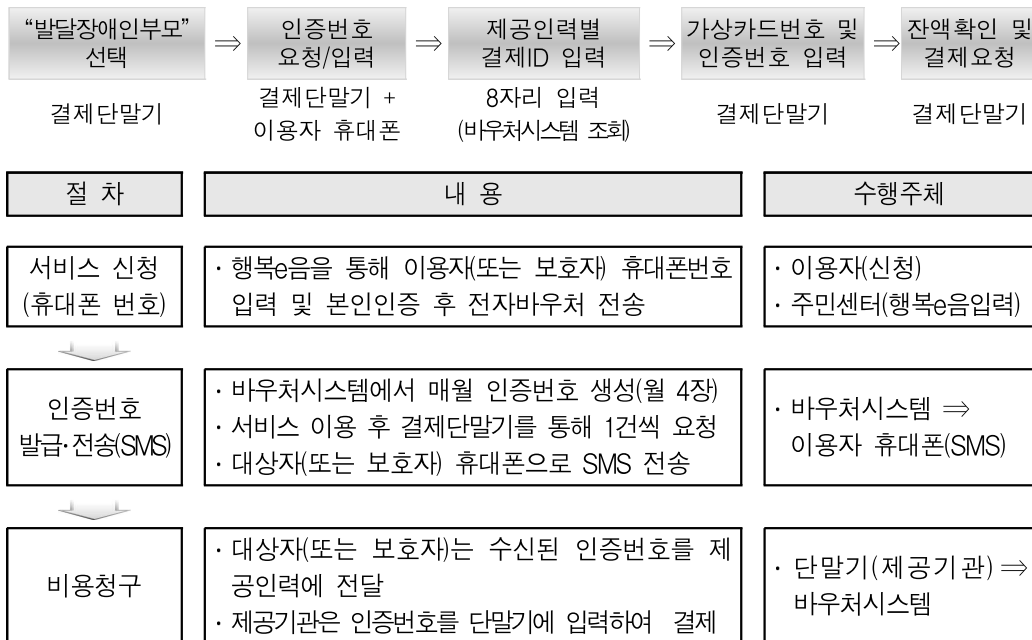 “발달장애인부모”
선택
⇒
인증번호
요청/입력
⇒
제공인력별
결제ID 입력
⇒
가상카드번호 및
인증번호 입력
⇒
잔액확인 및
결제요청
결제단말기
결제단말기 +
이용자 휴대폰
8자리 입력
(바우처시스템 조회)
결제단말기
결제단말기
절 차
내 용
수행주체
서비스 신청
(휴대폰 번호)
· 행복e음을 통해 이용자(또는 보호자) 휴대폰번호
입력 및 본인인증 후 전자바우처 전송
· 이용자(신청)
· 주민센터(행복e음입력)
인증번호
발급·전송(SMS)
· 바우처시스템에서 매월 인증번호 생성(월 4장)
· 서비스 이용 후 결제단말기를 통해 1건씩 요청
· 대상자(또는 보호자) 휴대폰으로 SMS 전송
· 바우처시스템 ⇒
이용자 휴대폰(SMS)
비용청구
· 대상자(또는 보호자)는 수신된 인증번호를 제
공인력에 전달
· 제공기관은 인증번호를 단말기에 입력하여 결제
· 단말기(제공기관) ⇒
바우처시스템